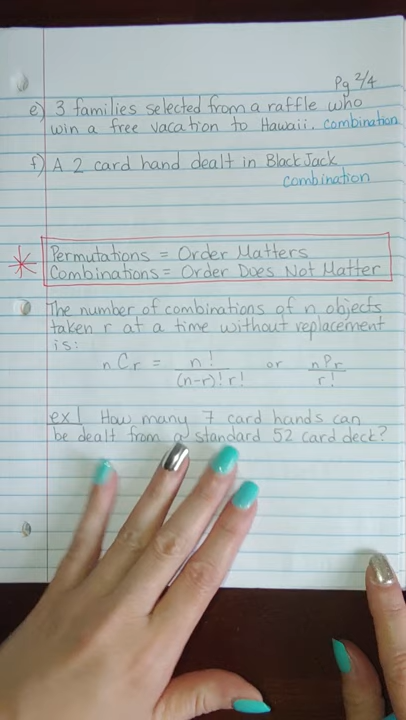 Pg 2/4
e) 3 families selected from a raffle who
win a free vacation to Hawaii. combination
f) A 2 card hand dealt in BlackJack
combination
* Permutations = Order Matters
Combinations = Order Does Not Matter
The number of combinations of n objects
taken r at a time without replacement
is:
nCr = n! / (n-r)! r! or nPr / r!
ex| How many 7 card hands can
be dealt from a standard 52 card deck?